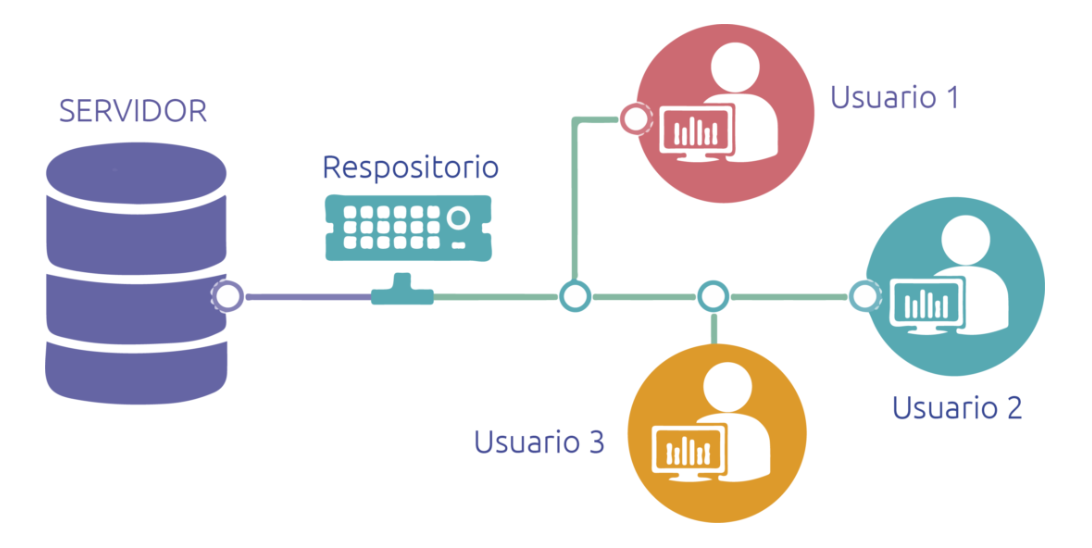 SERVIDOR
Respositorio
Usuario 1
Usuario 2
Usuario 3